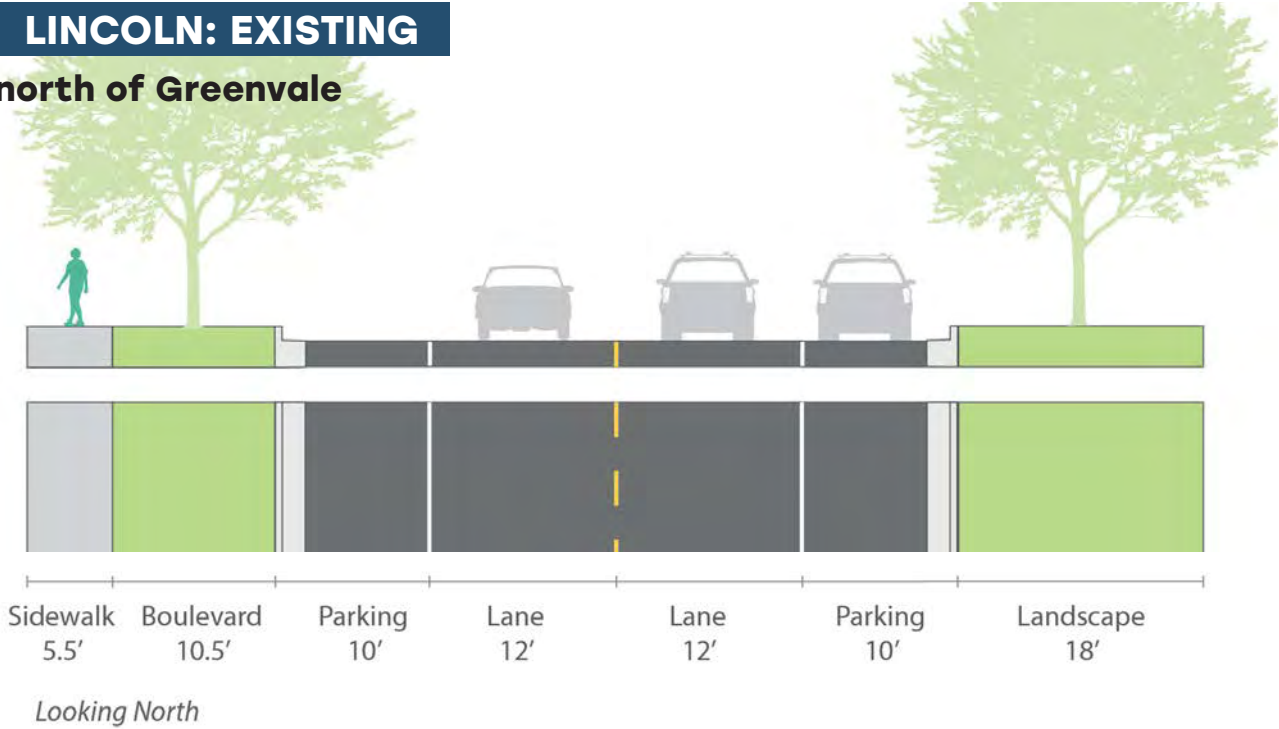 LINCOLN: EXISTING
north of Greenvale
Sidewalk Boulevard Parking Lane Lane Parking Landscape
5.5’ 10.5’ 10’ 12’ 12’ 10’ 18’
Looking North